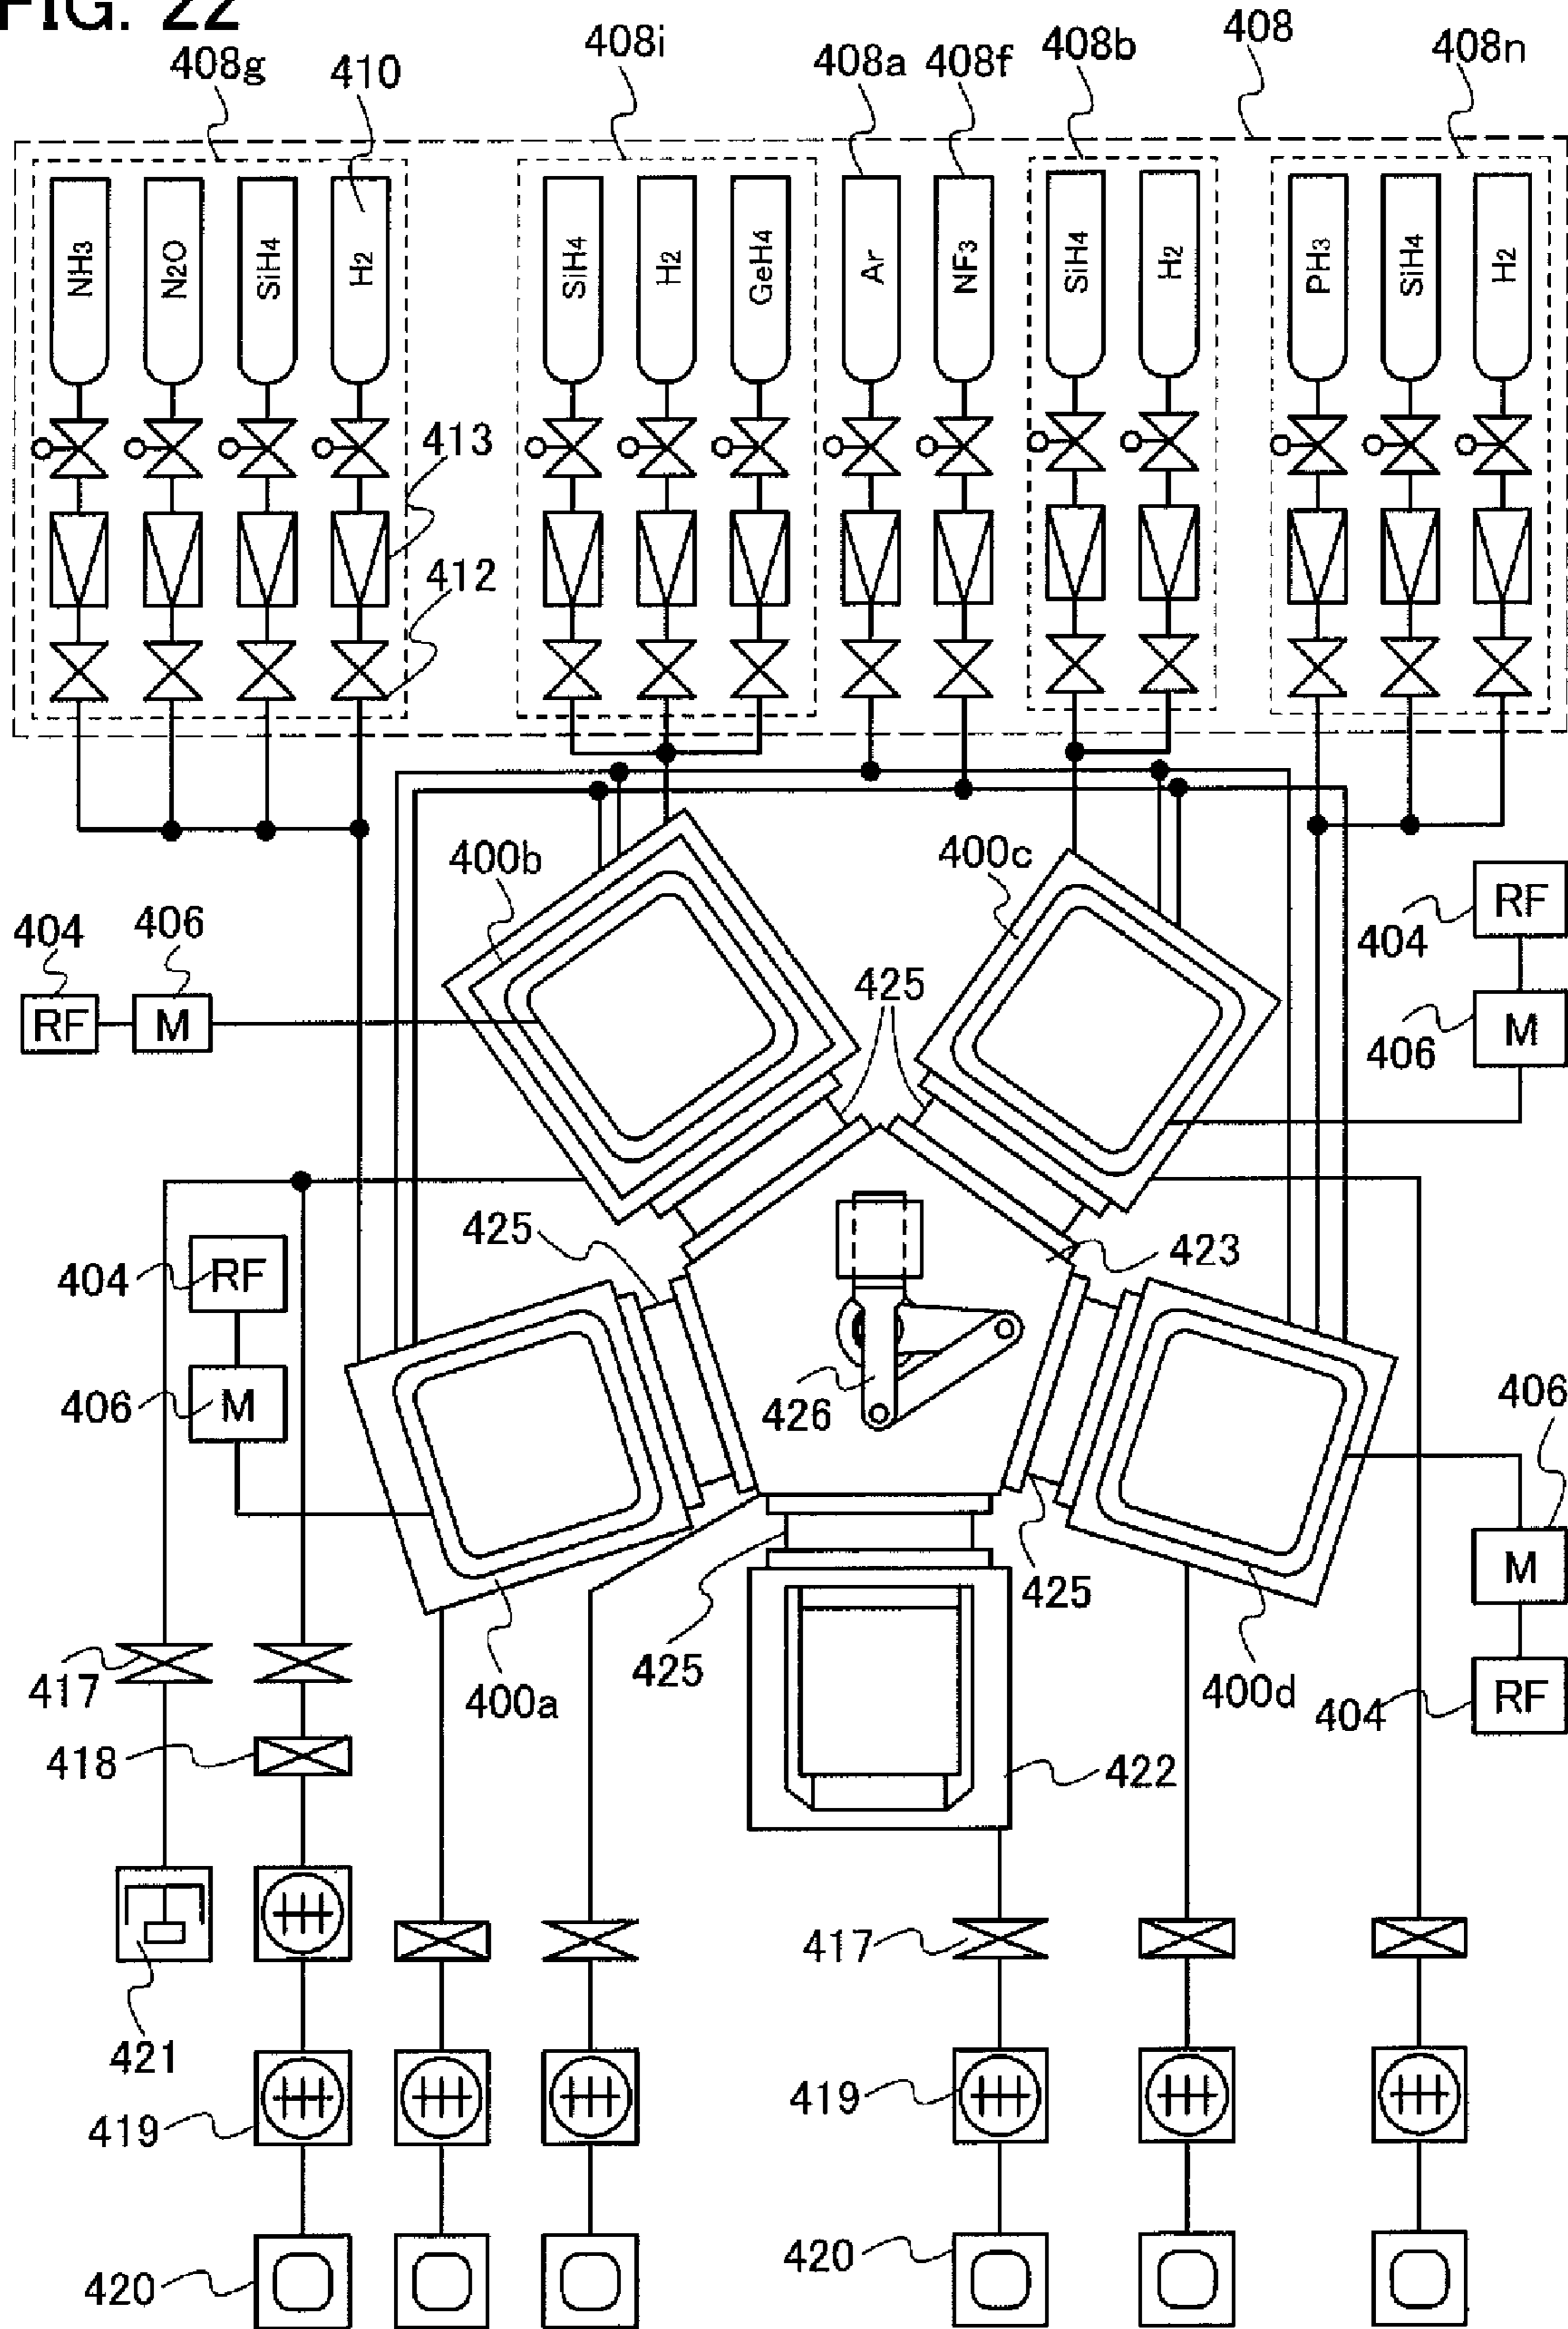 FIG. 22
408g
410
408i
408a
408f
408b
408
408n
NH3
N2O
SiH4
H2
SiH4
H2
GeH4
Ar
NF3
SiH4
H2
PH3
SiH4
H2
413
412
400b
400c
404
406
RF
M
425
404
RF
406
M
425
423
404
RF
406
M
426
406
M
425
425
400a
400d
404
RF
417
418
422
417
421
419
419
420
420